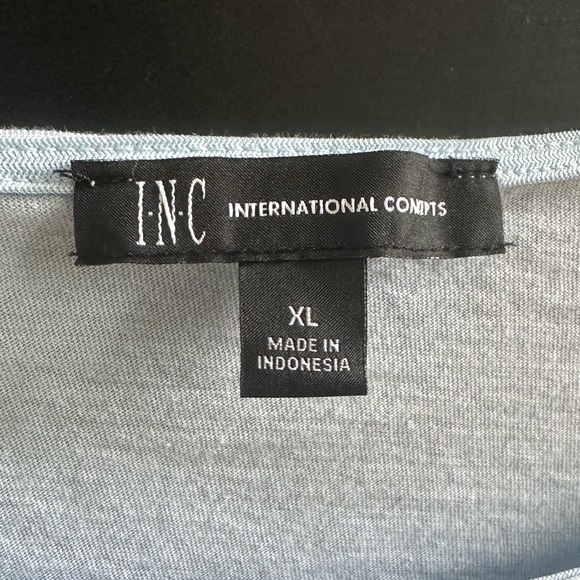 I·N·C INTERNATIONAL CONCEPTS
XL
MADE IN
INDONESIA